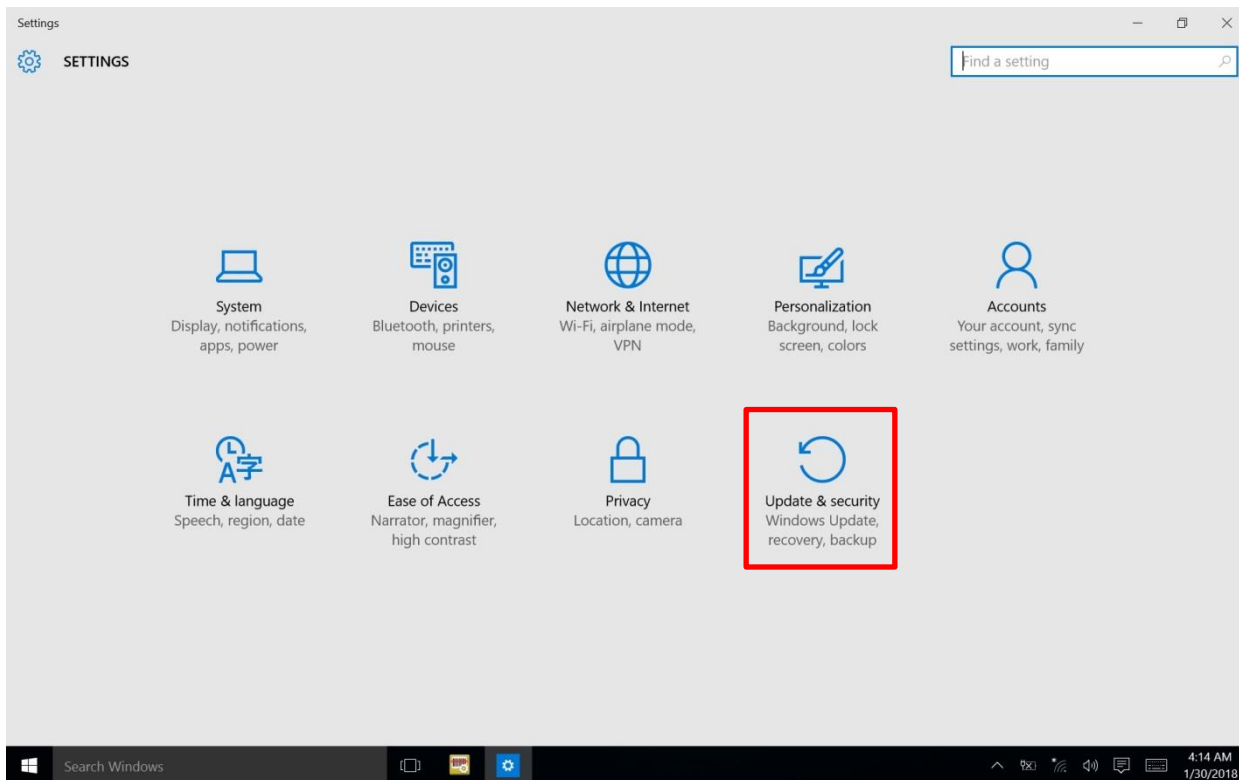 Settings
SETTINGS
Find a setting
System
Display, notifications,
apps, power
Devices
Bluetooth, printers,
mouse
Network & Internet
Wi-Fi, airplane mode,
VPN
Personalization
Background, lock
screen, colors
Accounts
Your account, sync
settings, work, family
Time & language
Speech, region, date
Ease of Access
Narrator, magnifier,
high contrast
Privacy
Location, camera
Update & security
Windows Update,
recovery, backup
Search Windows
4:14 AM
1/30/2018